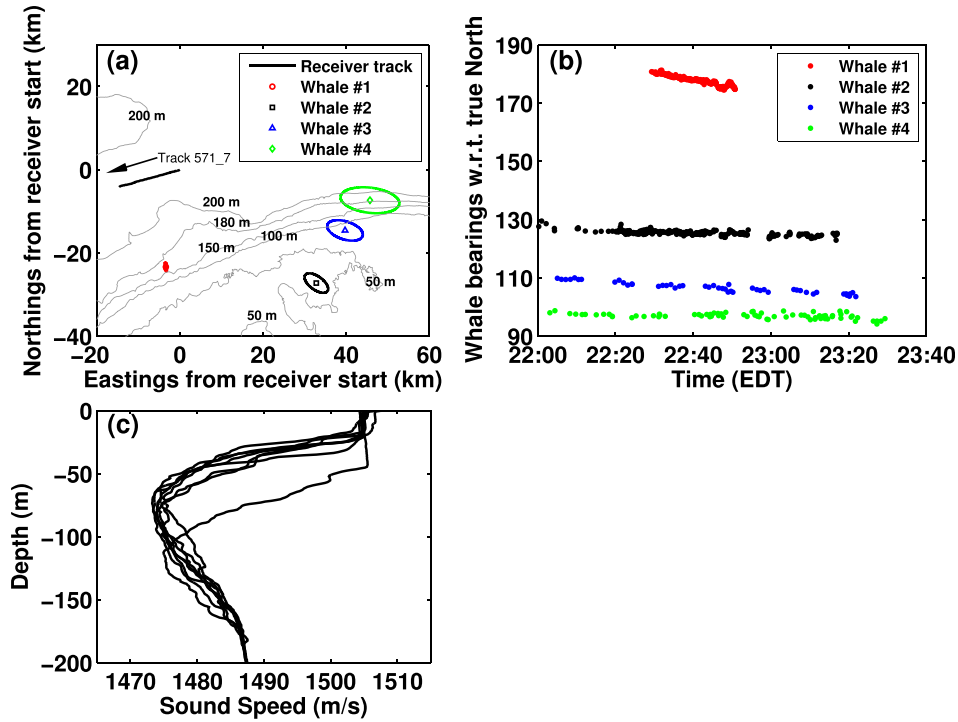 (a)
Receiver track
Whale #1
Whale #2
Whale #3
Whale #4
200 m
Track 571_7
200 m
180 m
150 m
100 m
50 m
50 m
20
0
−20
−40
−20 0 20 40 60
Northings from receiver start (km)
Eastings from receiver start (km)
(b)
Whale #1
Whale #2
Whale #3
Whale #4
190
170
150
130
110
90
22:00 22:20 22:40 23:00 23:20 23:40
Whale bearings w.r.t. true North
Time (EDT)
(c)
0
−50
−100
−150
−200
1470 1480 1490 1500 1510
Depth (m)
Sound Speed (m/s)